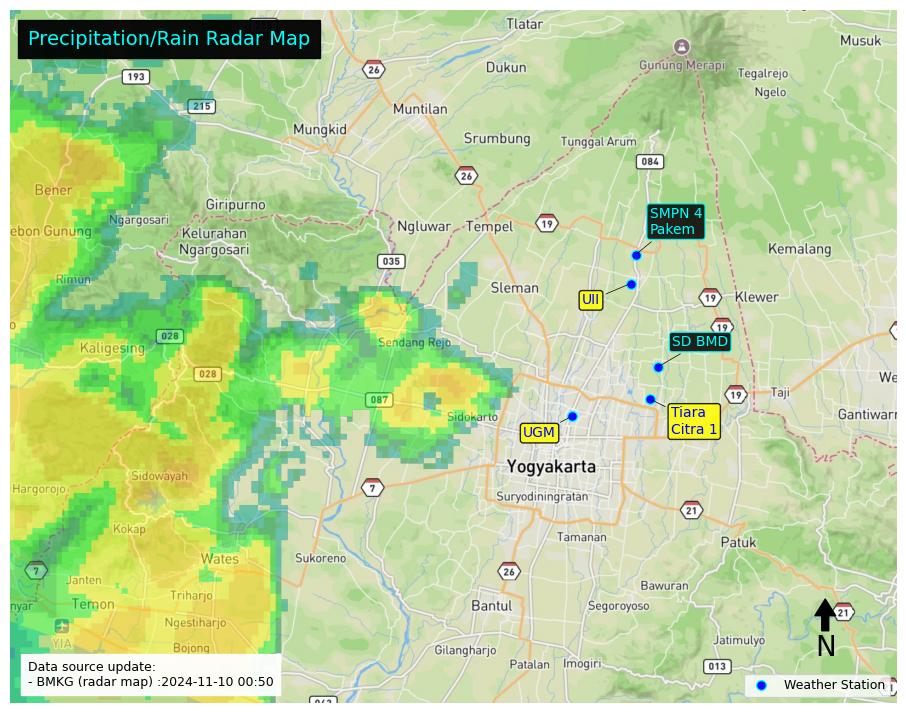 Precipitation/Rain Radar Map
Tlatar
Musuk
193
26
Dukun
Gunung Merapi
Tegalrejo
Ngelo
215
Muntilan
Mungkid
Srumbung
Tunggal Arum
084
26
Bener
Giripurno
Ngargosari
SMPN 4
Pakem
ebon Gunung
Kelurahan
Ngargosari
Ngluwar
Tempel
19
Kemalang
035
Rimun
Sleman
UII
19
Klewer
19
028
Kaligesing
Sendang Rejo
SD BMD
028
We
087
19
Taji
Sidokarto
Tiara
Citra 1
Gantiwarn
UGM
Yogyakarta
Sidowayah
Hargorojo
7
Suryodiningratan
21
Kokap
Tamanan
Patuk
Wates
Sukoreno
7
Janten
26
Bawuran
nyar
Temon
Triharjo
Bantul
Segoroyoso
21
Ngestiharjo
YIA
Bojong
Gilangharjo
Jatimulyo
N
Patalan
Imogiri
013
Data source update:
- BMKG (radar map) :2024-11-10 00:50
Weather Station